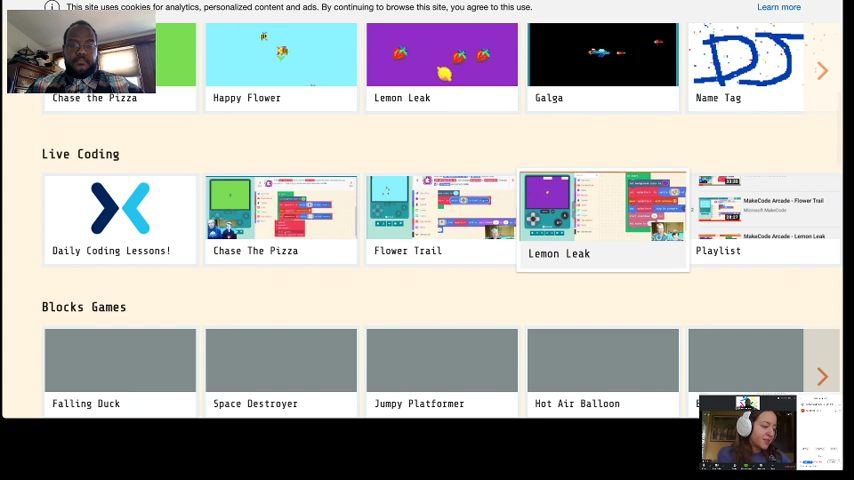 This site uses cookies for analytics, personalized content and ads. By continuing to browse this site, you agree to this use.
Learn more
Chase the Pizza
Happy Flower
Lemon Leak
Galga
DJ
Name Tag
Live Coding
MakeCode Arcade - Flower Trail
Microsoft MakeCode
MakeCode Arcade - Lemon Leak
Daily Coding Lessons!
Chase The Pizza
Flower Trail
Lemon Leak
Playlist
Blocks Games
Falling Duck
Space Destroyer
Jumpy Platformer
Hot Air Balloon